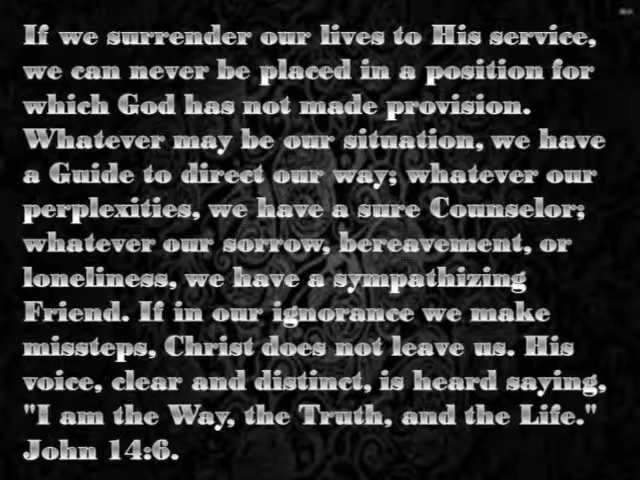 If we surrender our lives to His service,
we can never be placed in a position for
which God has not made provision.
Whatever may be our situation, we have
a Guide to direct our way; whatever our
perplexities, we have a sure Counselor;
whatever our sorrow, bereavement, or
loneliness, we have a sympathizing
Friend. If in our ignorance we make
missteps, Christ does not leave us. His
voice, clear and distinct, is heard saying,
"I am the Way, the Truth, and the Life."
John 14:6.